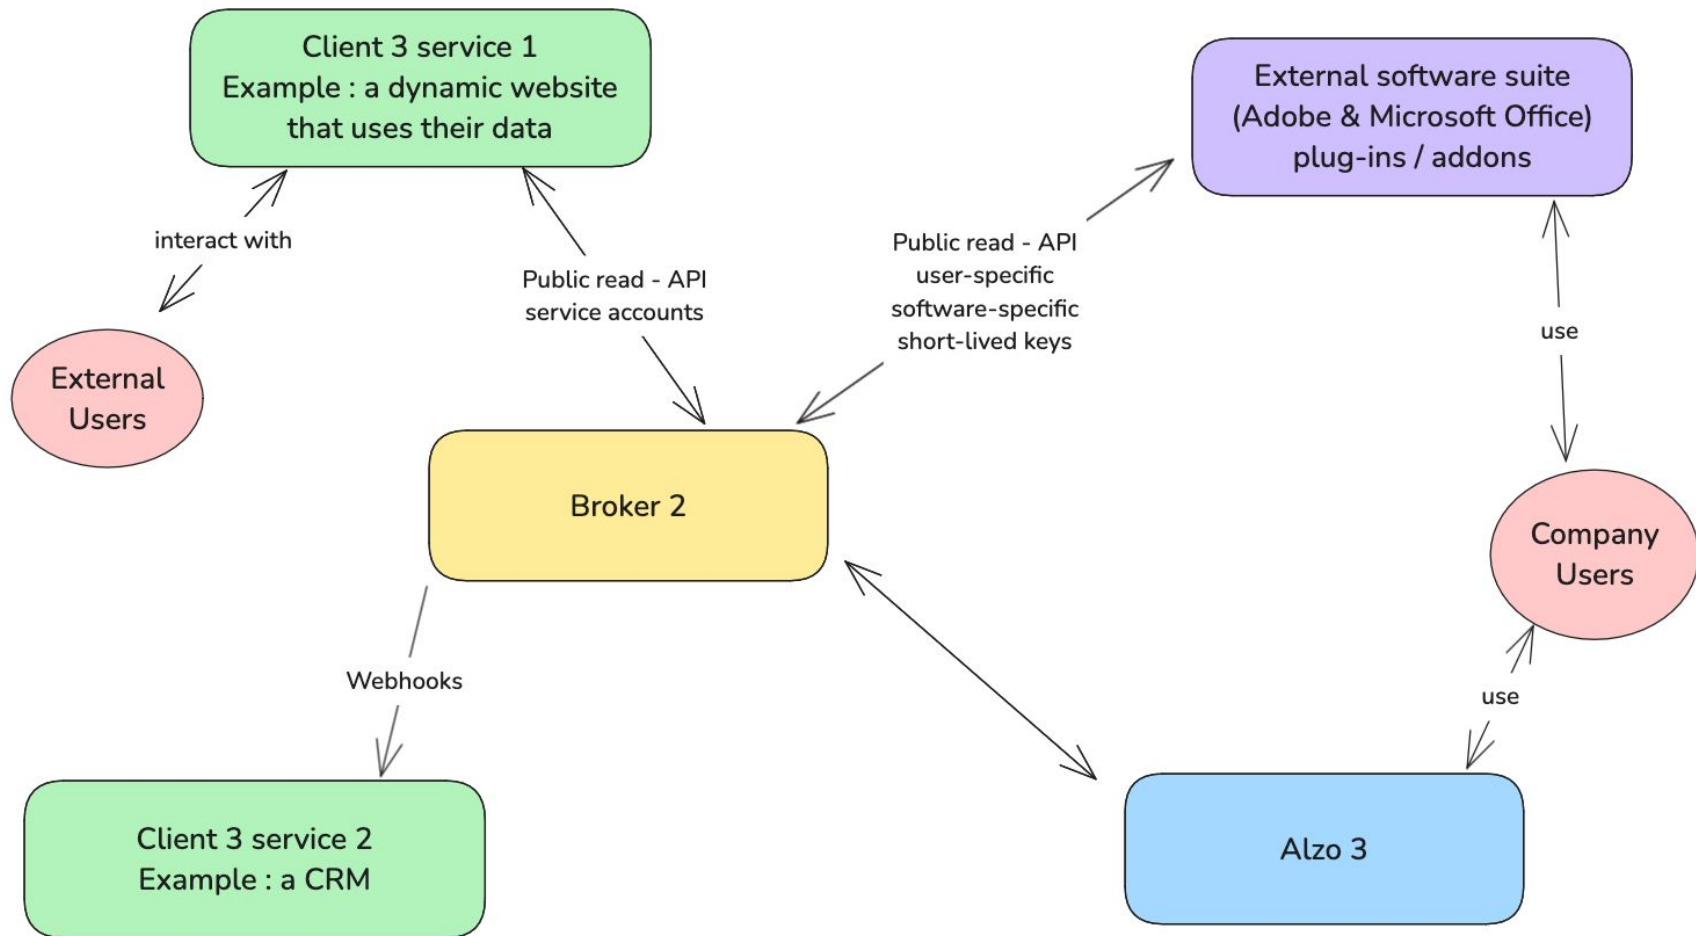 Client 3 service 1
Example : a dynamic website
that uses their data
External software suite
(Adobe & Microsoft Office)
plug-ins / addons
interact with
Public read - API
service accounts
Public read - API
user-specific
software-specific
short-lived keys
use
External
Users
Broker 2
Company
Users
Webhooks
use
Client 3 service 2
Example : a CRM
Alzo 3